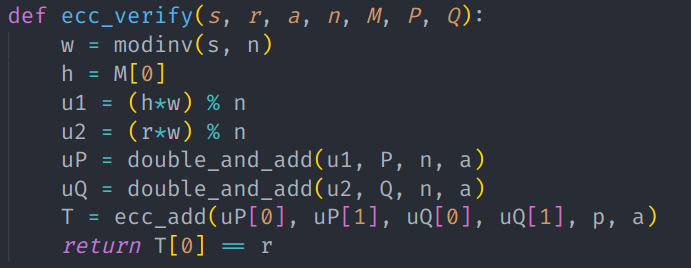 def ecc_verify(s, r, a, n, M, P, Q):
    w = modinv(s, n)
    h = M[0]
    u1 = (h*w) % n
    u2 = (r*w) % n
    uP = double_and_add(u1, P, n, a)
    uQ = double_and_add(u2, Q, n, a)
    T = ecc_add(uP[0], uP[1], uQ[0], uQ[1], p, a)
    return T[0] == r